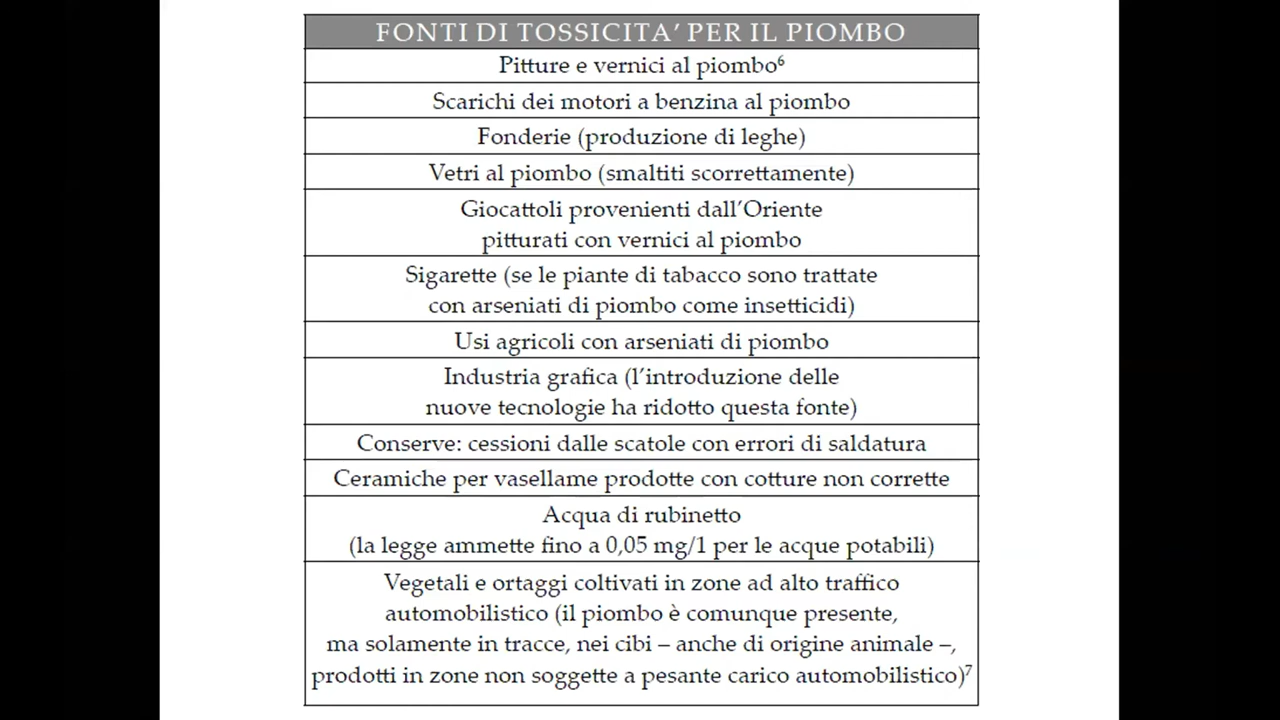 FONTI DI TOSSICITA’ PER IL PIOMBO
Pitture e vernici al piombo⁶
Scarichi dei motori a benzina al piombo
Fonderie (produzione di leghe)
Vetri al piombo (smaltiti scorrettamente)
Giocattoli provenienti dall’Oriente
pitturati con vernici al piombo
Sigarette (se le piante di tabacco sono trattate
con arseniati di piombo come insetticidi)
Usi agricoli con arseniati di piombo
Industria grafica (l’introduzione delle
nuove tecnologie ha ridotto questa fonte)
Conserve: cessioni dalle scatole con errori di saldatura
Ceramiche per vasellame prodotte con cotture non corrette
Acqua di rubinetto
(la legge ammette fino a 0,05 mg/1 per le acque potabili)
Vegetali e ortaggi coltivati in zone ad alto traffico
automobilistico (il piombo è comunque presente,
ma solamente in tracce, nei cibi – anche di origine animale –,
prodotti in zone non soggette a pesante carico automobilistico)⁷